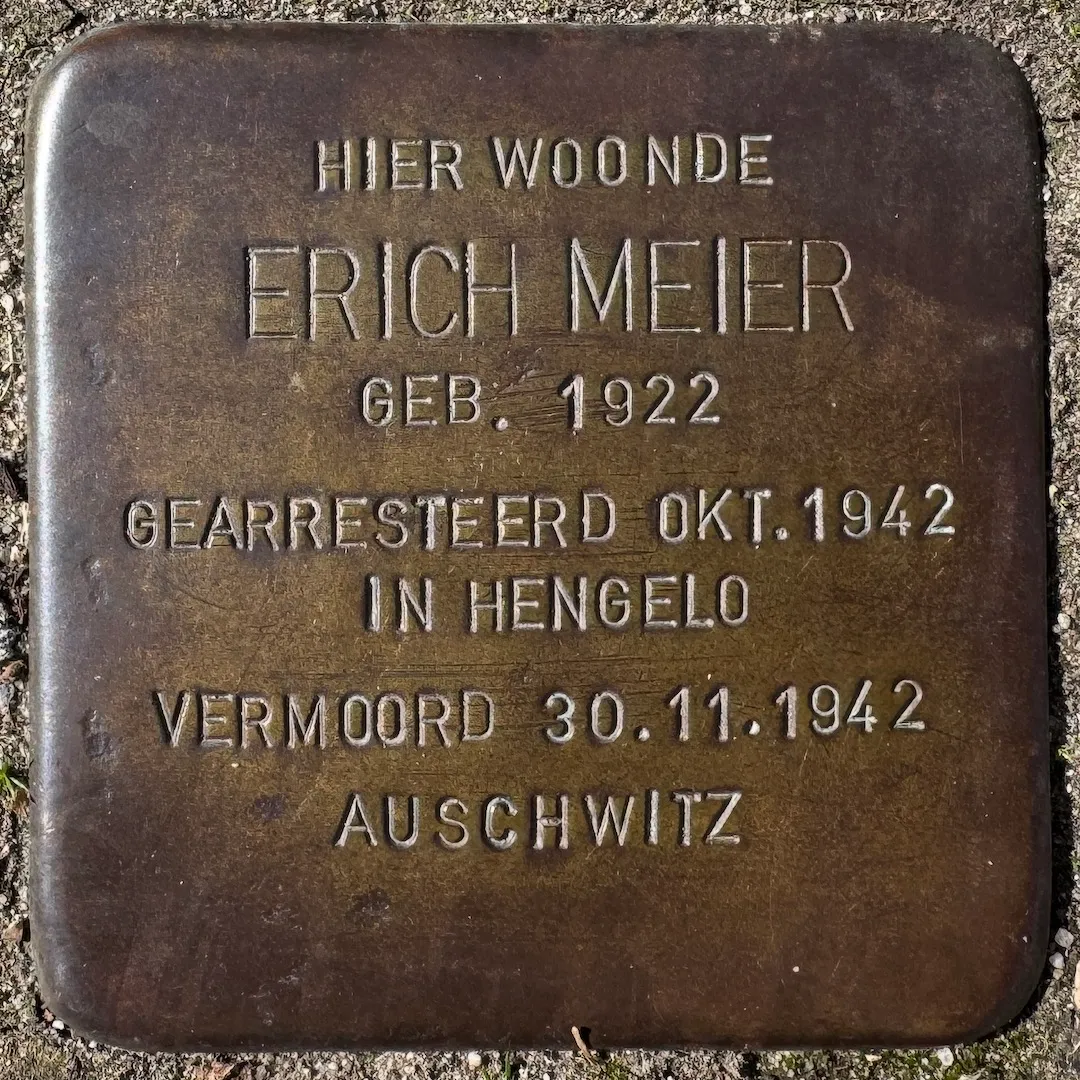 HIER WOONDE
ERICH MEIER
GEB. 1922
GEARRESTEERD OKT. 1942
IN HENGELO
VERMOORD 30.11.1942
AUSCHWITZ